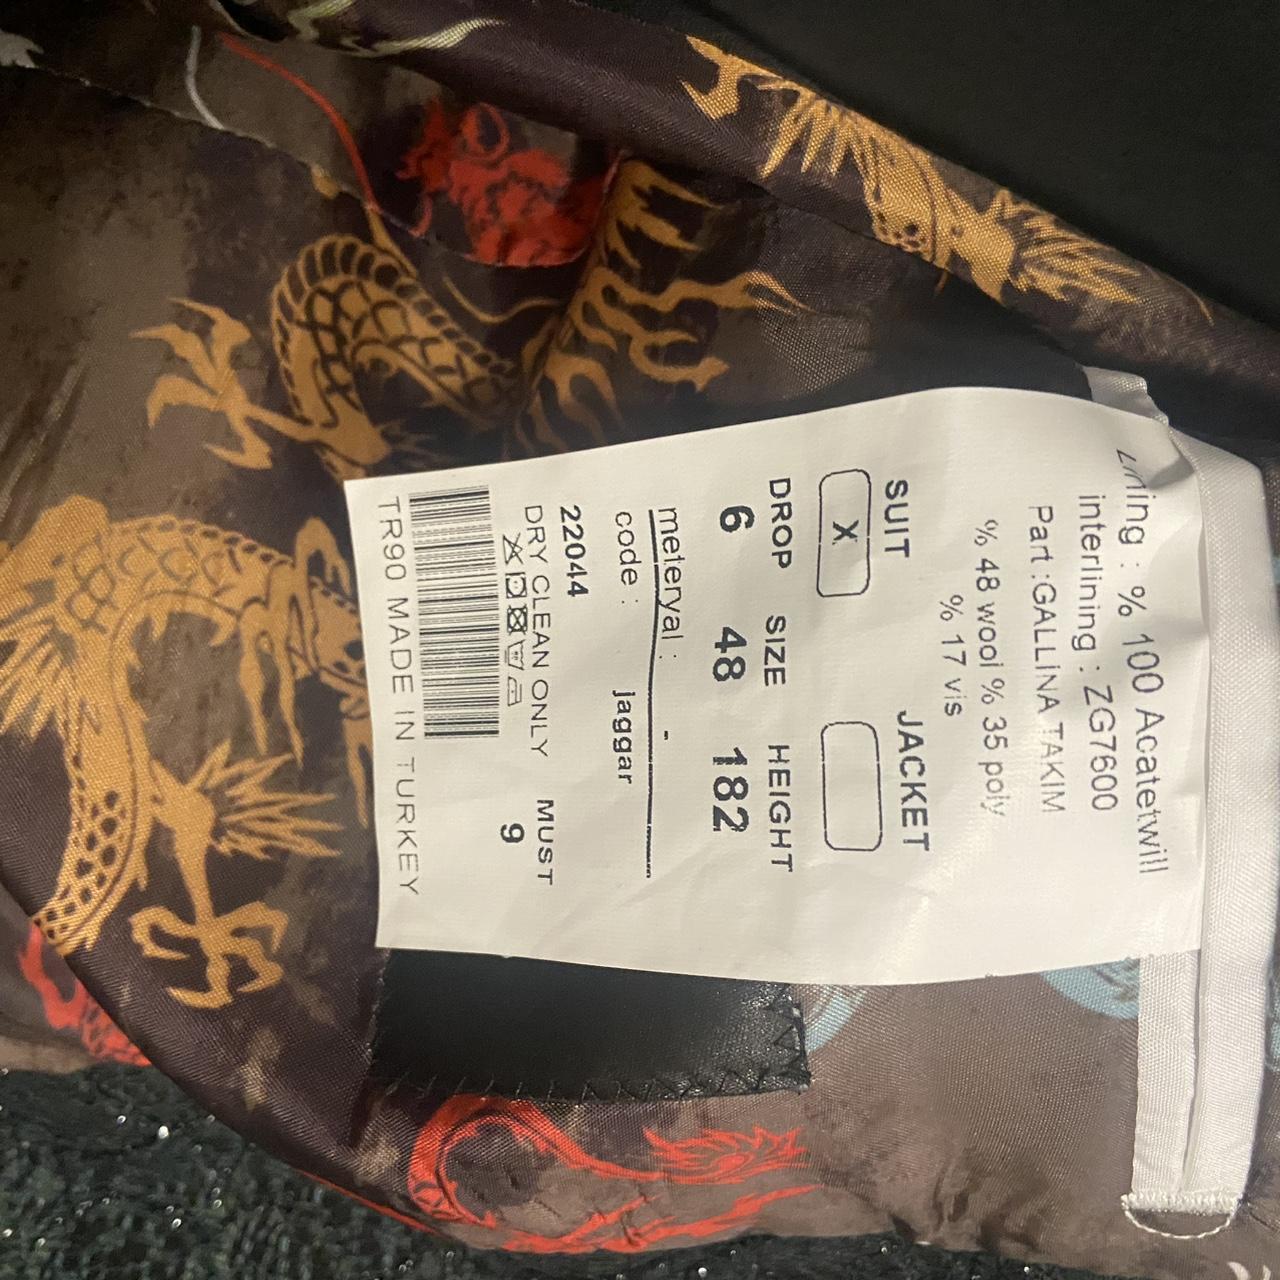 Lining : % 100 Acatetwill
interlining : ZG7600
Part :GALLİNA TAKIM
% 48 wool % 35 poly
% 17 vis
SUIT JACKET
X
DROP SIZE HEIGHT
6 48 182
meteryal : -
code : jaggar
22044
DRY CLEAN ONLY MUST
9
TR90 MADE IN TURKEY